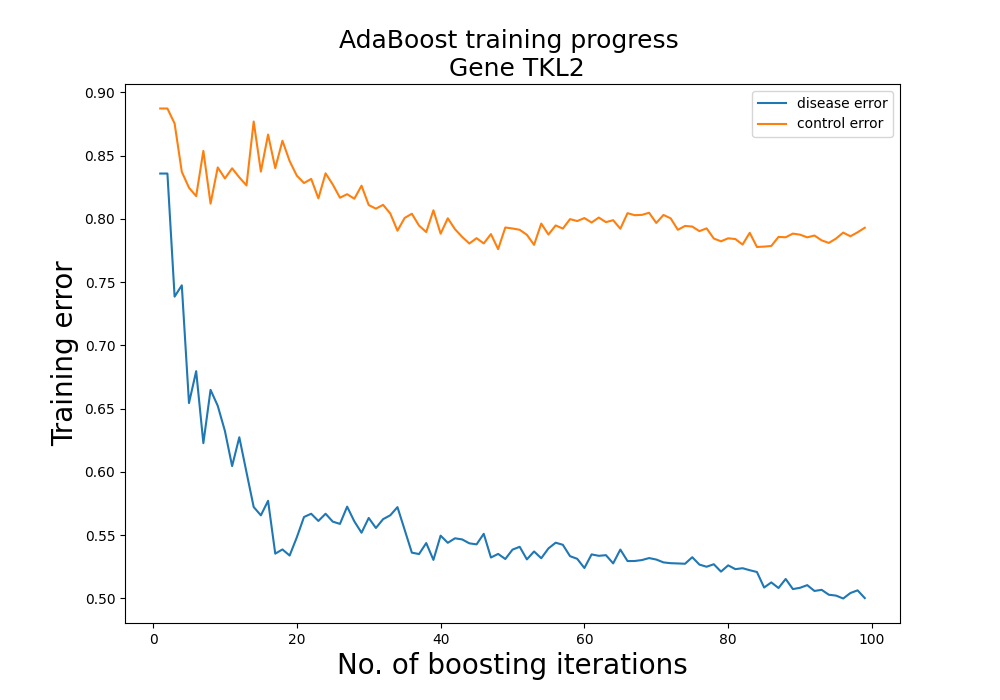 AdaBoost training progress
Gene TKL2
disease error
control error
Training error
0.90
0.85
0.80
0.75
0.70
0.65
0.60
0.55
0.50
0
20
40
60
80
100
No. of boosting iterations